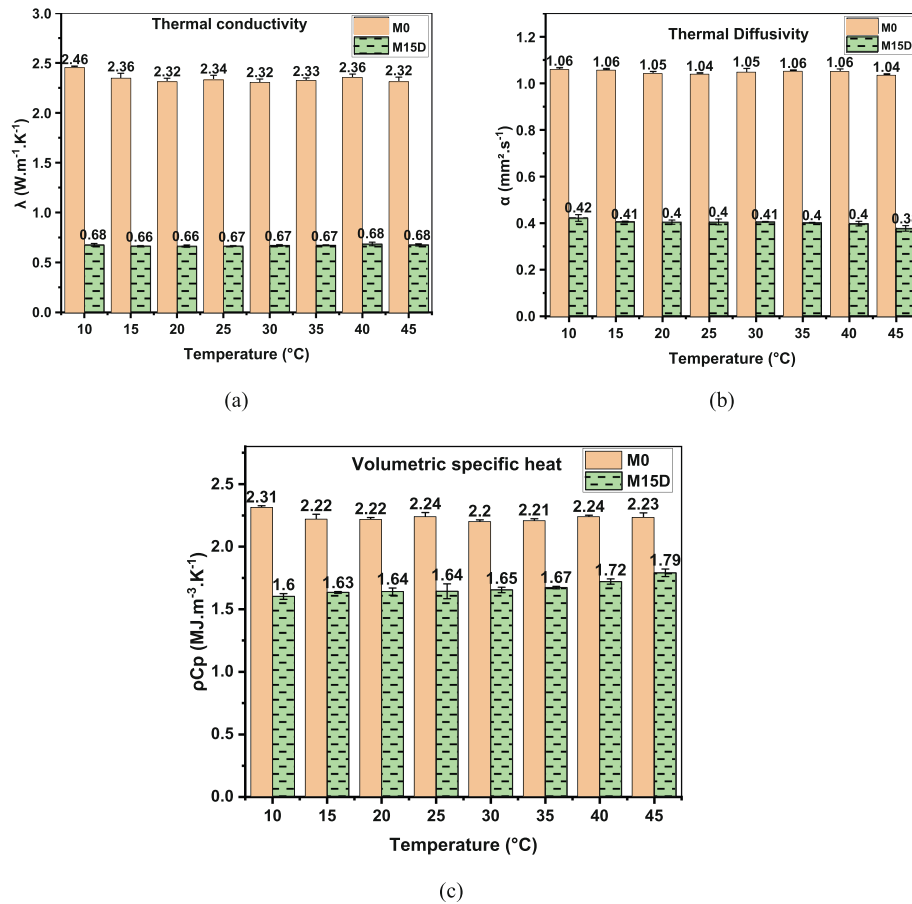 Thermal conductivity
M0
M15D
3.0
2.5
2.0
1.5
1.0
0.5
0.0
λ (W.m-1.K-1)
2.46 2.36 2.32 2.34 2.32 2.33 2.36 2.32
0.68 0.66 0.66 0.67 0.67 0.67 0.68 0.68
10 15 20 25 30 35 40 45
Temperature (°C)
(a)
Thermal Diffusivity
M0
M15D
1.2
1.0
0.8
0.6
0.4
0.2
0.0
α (mm².s-1)
1.06 1.06 1.05 1.04 1.05 1.06 1.06 1.04
0.42 0.41 0.4 0.4 0.41 0.4 0.4 0.3
10 15 20 25 30 35 40 45
Temperature (°C)
(b)
Volumetric specific heat
M0
M15D
2.5
2.0
1.5
1.0
0.5
0.0
ρCp (MJ.m-3.K-1)
2.31 2.22 2.22 2.24 2.2 2.21 2.24 2.23
1.6 1.63 1.64 1.64 1.65 1.67 1.72 1.79
10 15 20 25 30 35 40 45
Temperature (°C)
(c)